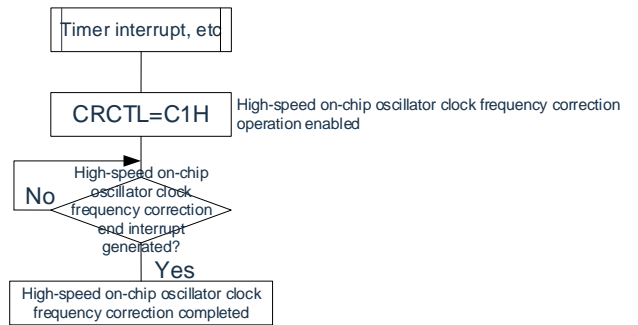 Timer interrupt, etc
CRCTL=C1H
High-speed on-chip oscillator clock frequency correction
operation enabled
High-speed on-chip
oscillator clock
frequency correction
end interrupt
generated?
No
Yes
High-speed on-chip oscillator clock
frequency correction completed